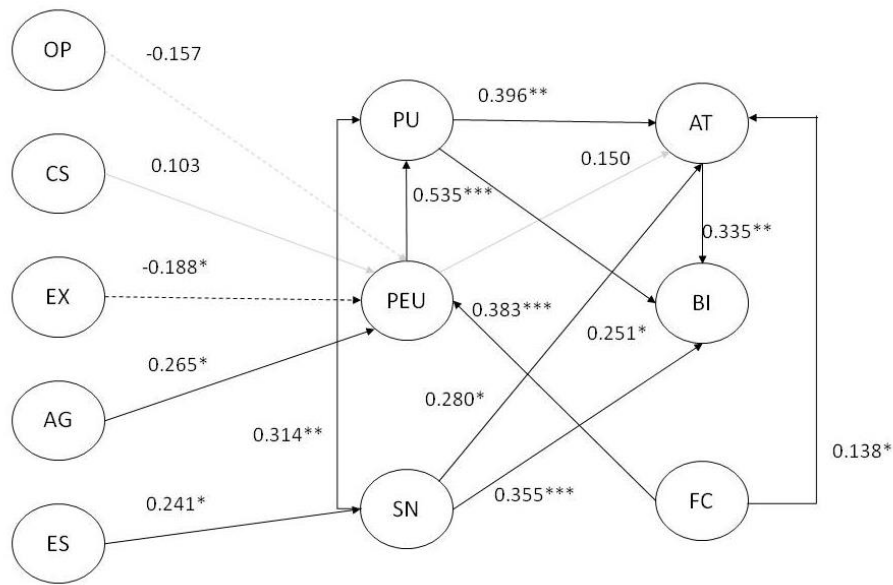 OP
-0.157
0.396**
PU
AT
CS
0.103
0.150
0.535***
0.335**
-0.188*
EX
PEU
0.383***
BI
0.251*
0.265*
0.280*
AG
0.314**
0.138*
0.241*
0.355***
SN
FC
ES